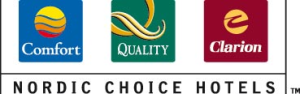 Comfort
QUALITY
Clarion
NORDIC CHOICE HOTELS ™